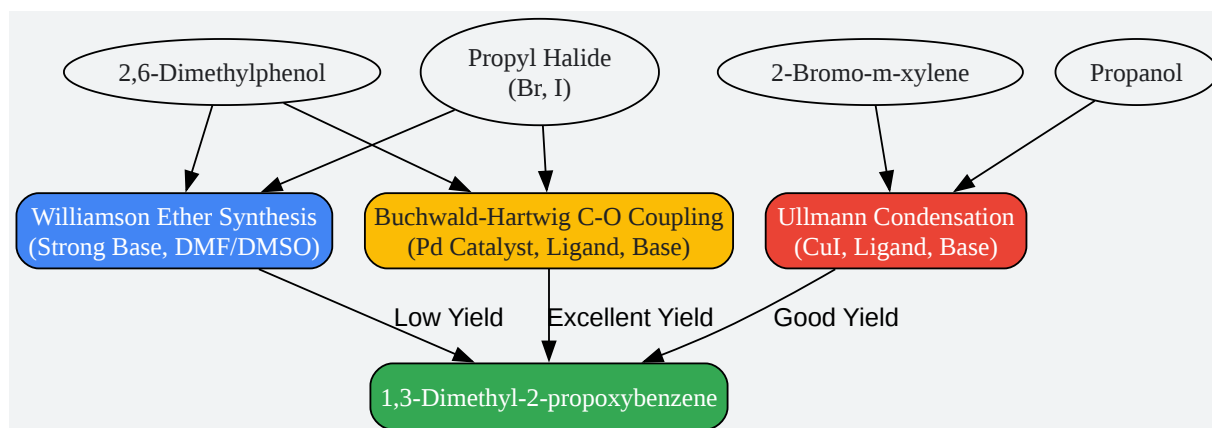 2,6-Dimethylphenol
Propyl Halide
(Br, I)
2-Bromo-m-xylene
Propanol
Williamson Ether Synthesis
(Strong Base, DMF/DMSO)
Buchwald-Hartwig C-O Coupling
(Pd Catalyst, Ligand, Base)
Ullmann Condensation
(CuI, Ligand, Base)
Low Yield
Excellent Yield
Good Yield
1,3-Dimethyl-2-propoxybenzene